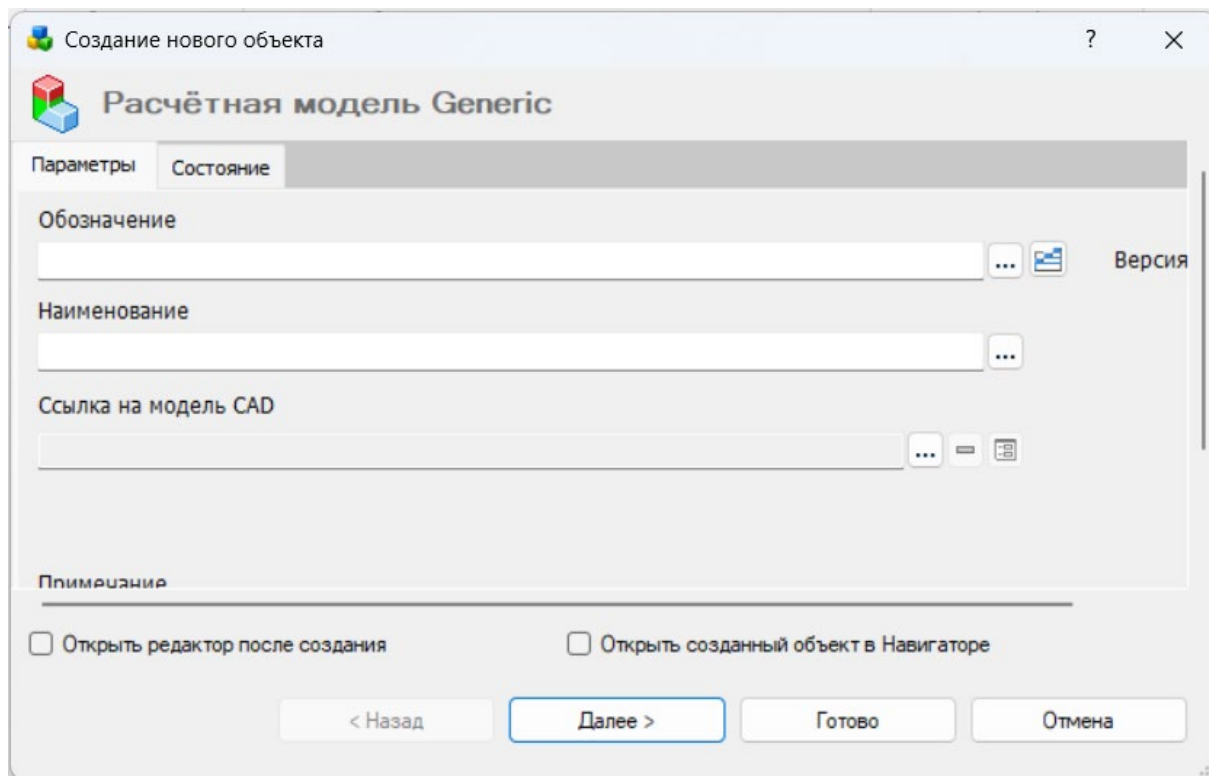 Создание нового объекта ? ×
Расчётная модель Generic
Параметры Состояние
Обозначение
... Версия
Наименование
...
Ссылка на модель CAD
...
Примечание
Открыть редактор после создания Открыть созданный объект в Навигаторе
< Назад Далее > Готово Отмена